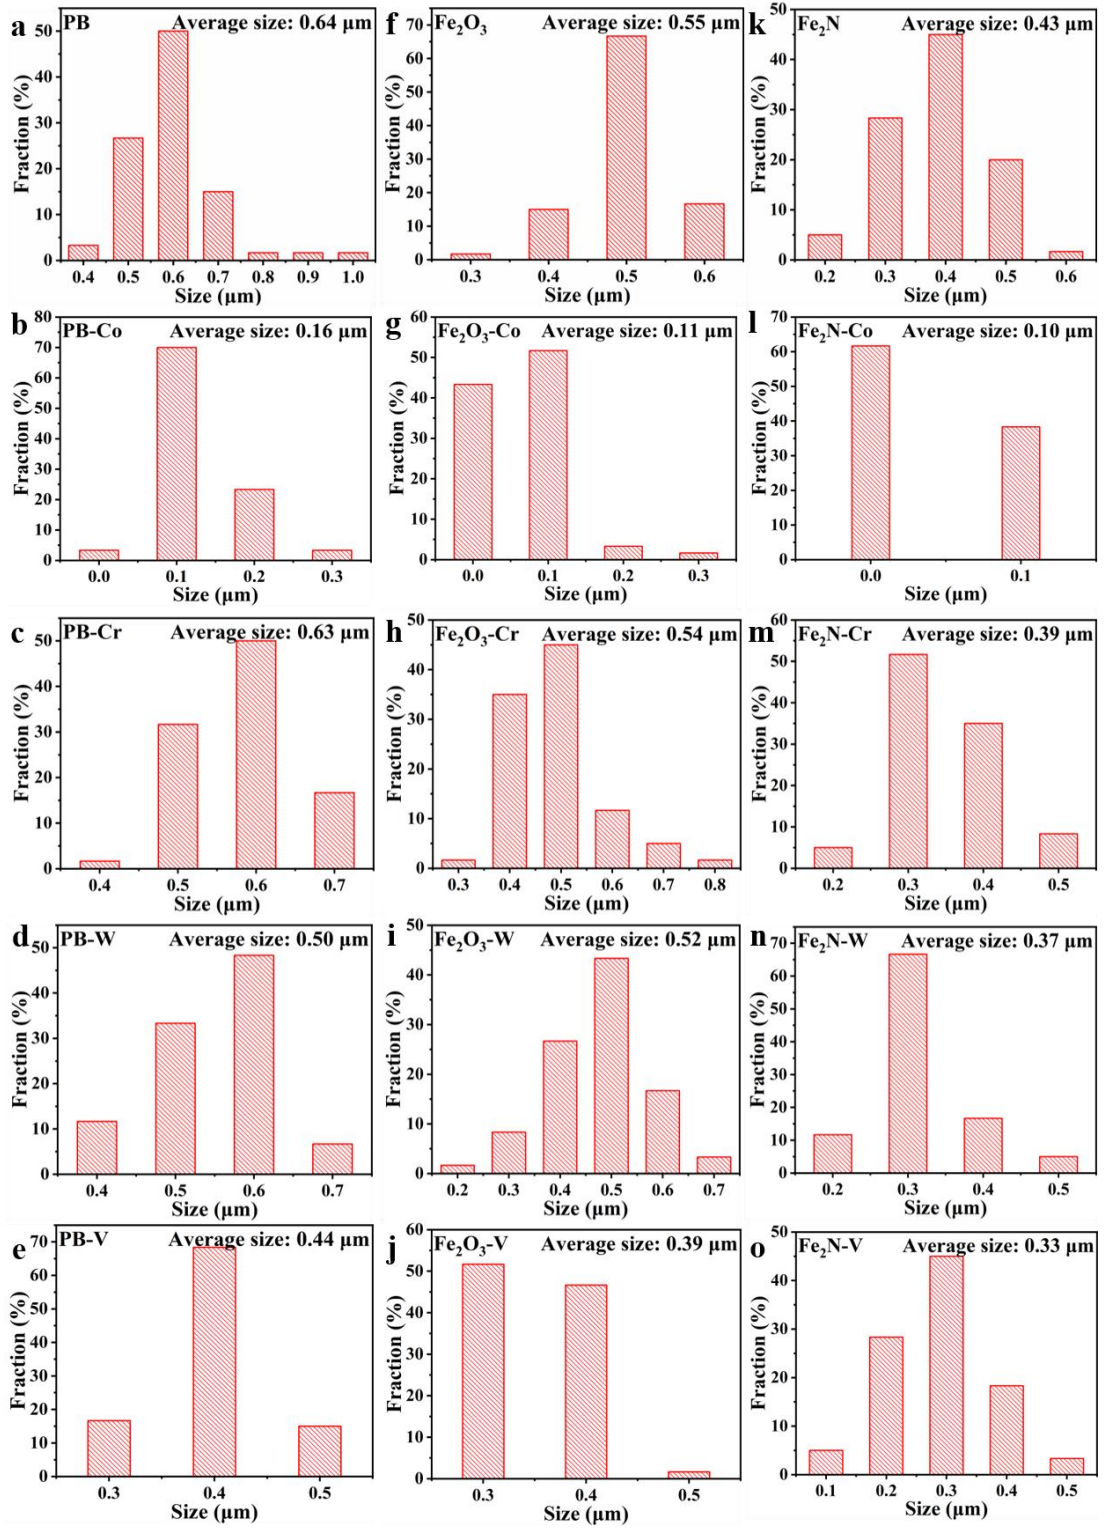 a
PB
Average size: 0.64 μm
Fraction (%)
50
40
30
20
10
0
0.4 0.5 0.6 0.7 0.8 0.9 1.0
Size (μm)
f
Fe₂O₃
Average size: 0.55 μm
Fraction (%)
70
60
50
40
30
20
10
0
0.3 0.4 0.5 0.6
Size (μm)
k
Fe₂N
Average size: 0.43 μm
Fraction (%)
50
40
30
20
10
0
0.2 0.3 0.4 0.5 0.6
Size (μm)
b
PB-Co
Average size: 0.16 μm
Fraction (%)
80
70
60
50
40
30
20
10
0
0.0 0.1 0.2 0.3
Size (μm)
g
Fe₂O₃-Co
Average size: 0.11 μm
Fraction (%)
60
50
40
30
20
10
0
0.0 0.1 0.2 0.3
Size (μm)
l
Fe₂N-Co
Average size: 0.10 μm
Fraction (%)
70
60
50
40
30
20
10
0
0.0 0.1
Size (μm)
c
PB-Cr
Average size: 0.63 μm
Fraction (%)
50
40
30
20
10
0
0.4 0.5 0.6 0.7
Size (μm)
h
Fe₂O₃-Cr
Average size: 0.54 μm
Fraction (%)
50
40
30
20
10
0
0.3 0.4 0.5 0.6 0.7 0.8
Size (μm)
m
Fe₂N-Cr
Average size: 0.39 μm
Fraction (%)
60
50
40
30
20
10
0
0.2 0.3 0.4 0.5
Size (μm)
d
PB-W
Average size: 0.50 μm
Fraction (%)
50
40
30
20
10
0
0.4 0.5 0.6 0.7
Size (μm)
i
Fe₂O₃-W
Average size: 0.52 μm
Fraction (%)
50
40
30
20
10
0
0.2 0.3 0.4 0.5 0.6 0.7
Size (μm)
n
Fe₂N-W
Average size: 0.37 μm
Fraction (%)
70
60
50
40
30
20
10
0
0.2 0.3 0.4 0.5
Size (μm)
e
PB-V
Average size: 0.44 μm
Fraction (%)
70
60
50
40
30
20
10
0
0.3 0.4 0.5
Size (μm)
j
Fe₂O₃-V
Average size: 0.39 μm
Fraction (%)
60
50
40
30
20
10
0
0.3 0.4 0.5
Size (μm)
o
Fe₂N-V
Average size: 0.33 μm
Fraction (%)
50
40
30
20
10
0
0.1 0.2 0.3 0.4 0.5
Size (μm)